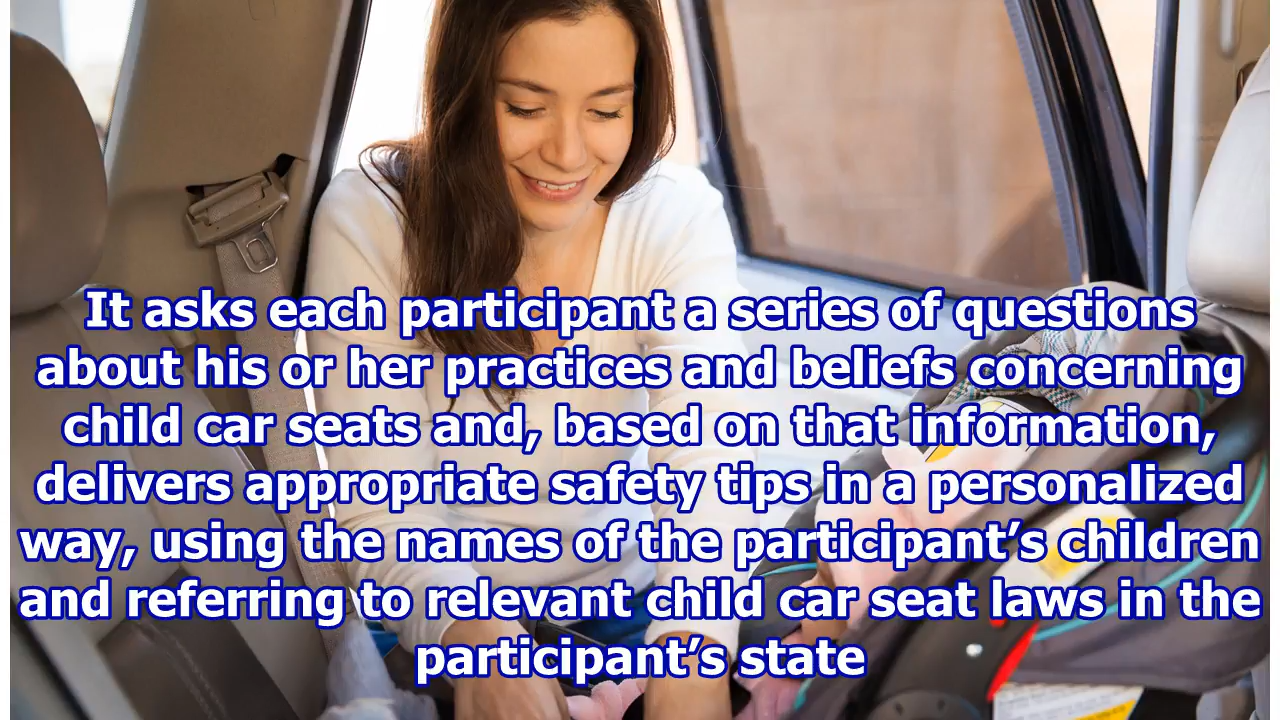 It asks each participant a series of questions
about his or her practices and beliefs concerning
child car seats and, based on that information,
delivers appropriate safety tips in a personalized
way, using the names of the participant’s children
and referring to relevant child car seat laws in the
participant’s state